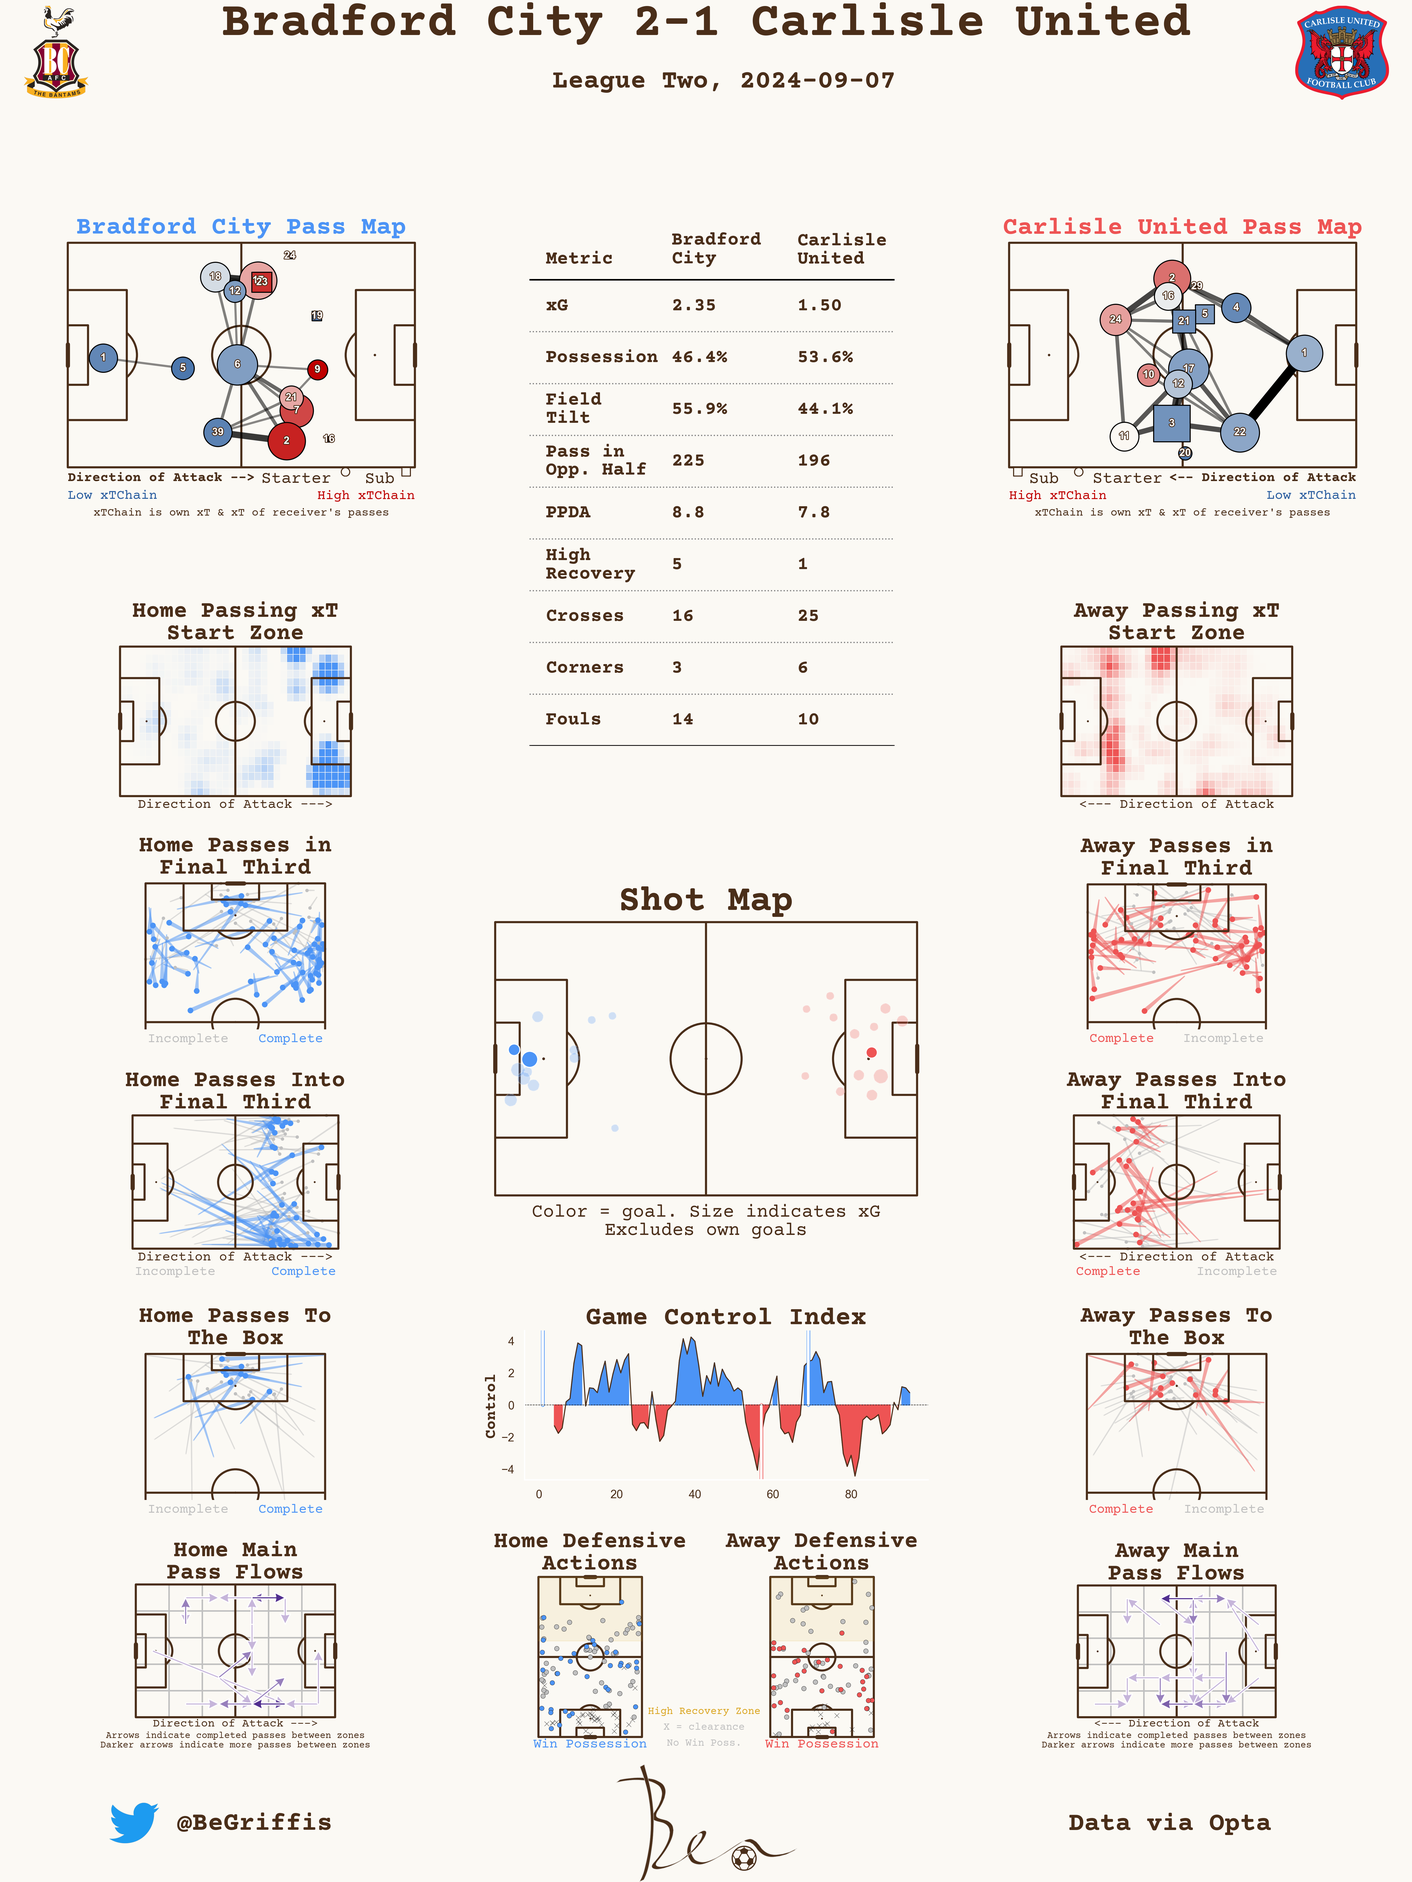 Bradford City 2-1 Carlisle United
League Two, 2024-09-07
AFC
THE BANTAMS
CARLISLE UNITED
FOOTBALL CLUB
Bradford City Pass Map
24
18
23
12
19
1
5
6
9
21
7
39
2
16
Direction of Attack --> Starter Sub
Low xTChain High xTChain
xTChain is own xT & xT of receiver's passes
Metric Bradford City Carlisle United
xG 2.35 1.50
Possession 46.4% 53.6%
Field Tilt 55.9% 44.1%
Pass in Opp. Half 225 196
PPDA 8.8 7.8
High Recovery 5 1
Crosses 16 25
Corners 3 6
Fouls 14 10
Carlisle United Pass Map
2
29
16
4
24
21
5
1
17
10
12
3
11
22
20
Sub Starter <-- Direction of Attack
High xTChain Low xTChain
xTChain is own xT & xT of receiver's passes
Home Passing xT
Start Zone
Direction of Attack --->
Away Passing xT
Start Zone
<--- Direction of Attack
Home Passes in
Final Third
Incomplete Complete
Away Passes in
Final Third
Complete Incomplete
Shot Map
Color = goal. Size indicates xG
Excludes own goals
Home Passes Into
Final Third
Direction of Attack --->
Incomplete Complete
Away Passes Into
Final Third
<--- Direction of Attack
Complete Incomplete
Home Passes To
The Box
Incomplete Complete
Game Control Index
Control
4
2
0
−2
−4
0 20 40 60 80
Away Passes To
The Box
Complete Incomplete
Home Main
Pass Flows
Direction of Attack --->
Arrows indicate completed passes between zones
Darker arrows indicate more passes between zones
Home Defensive
Actions
Win Possession
Away Defensive
Actions
Win Possession
High Recovery Zone
X = clearance
No Win Poss.
Away Main
Pass Flows
<--- Direction of Attack
Arrows indicate completed passes between zones
Darker arrows indicate more passes between zones
@BeGriffis
Ben
Data via Opta